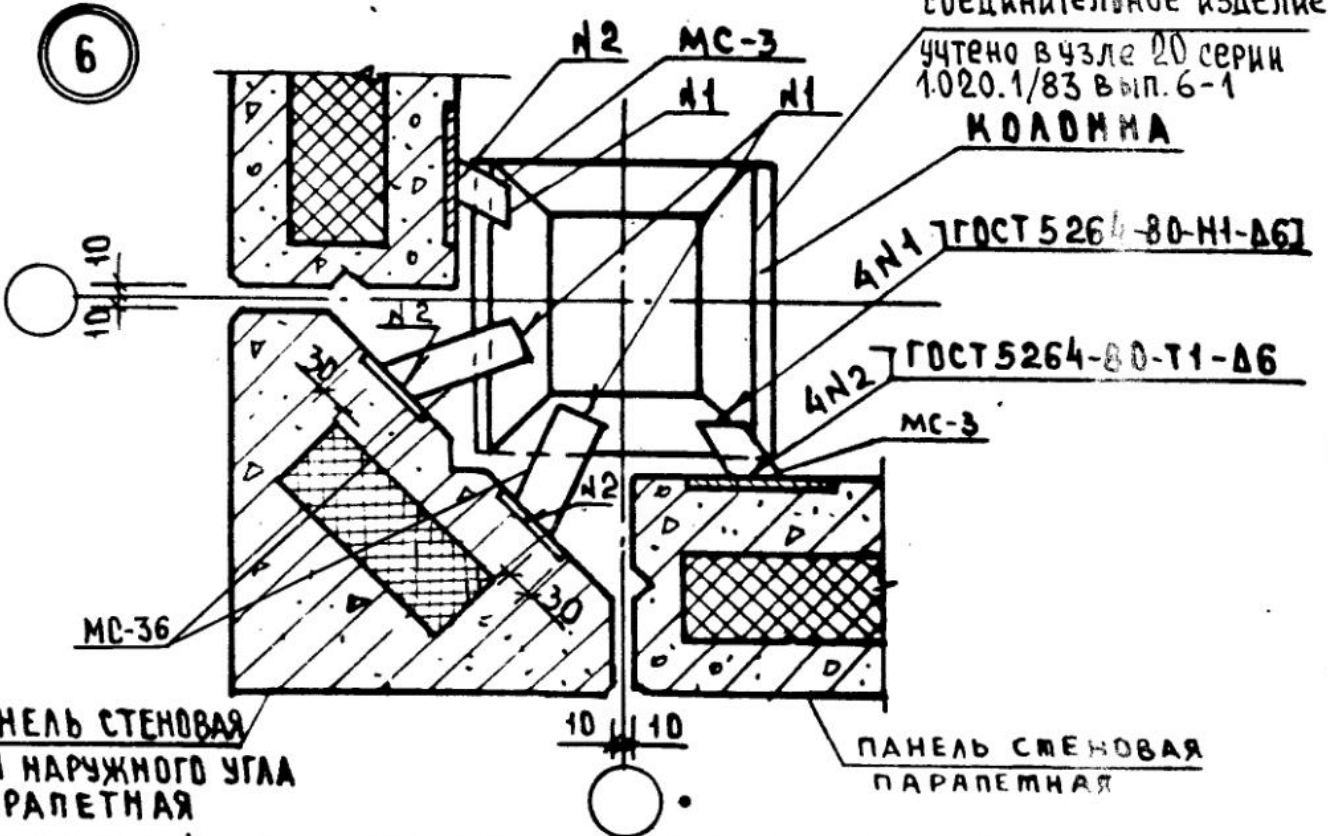 6
СОЕДИНИТЕЛЬНОЕ ИЗДЕЛИЕ
УЧТЕНО В УЗЛЕ 20 СЕРИИ
1.020.1/83 ВЫП. 6-1
КОЛОННА
N2
МС-3
N1
N1
4N1
ГОСТ 5264-80-Н1-Δ6]
4N2
ГОСТ 5264-80-Т1-Δ6
МС-3
10
10
N2
30
N2
30
МС-36
10 10
НЕЛЬ СТЕНОВАЯ
НАРУЖНОГО УГЛА
РАПЕТНАЯ
ПАНЕЛЬ СТЕНОВАЯ
ПАРАПЕТНАЯ